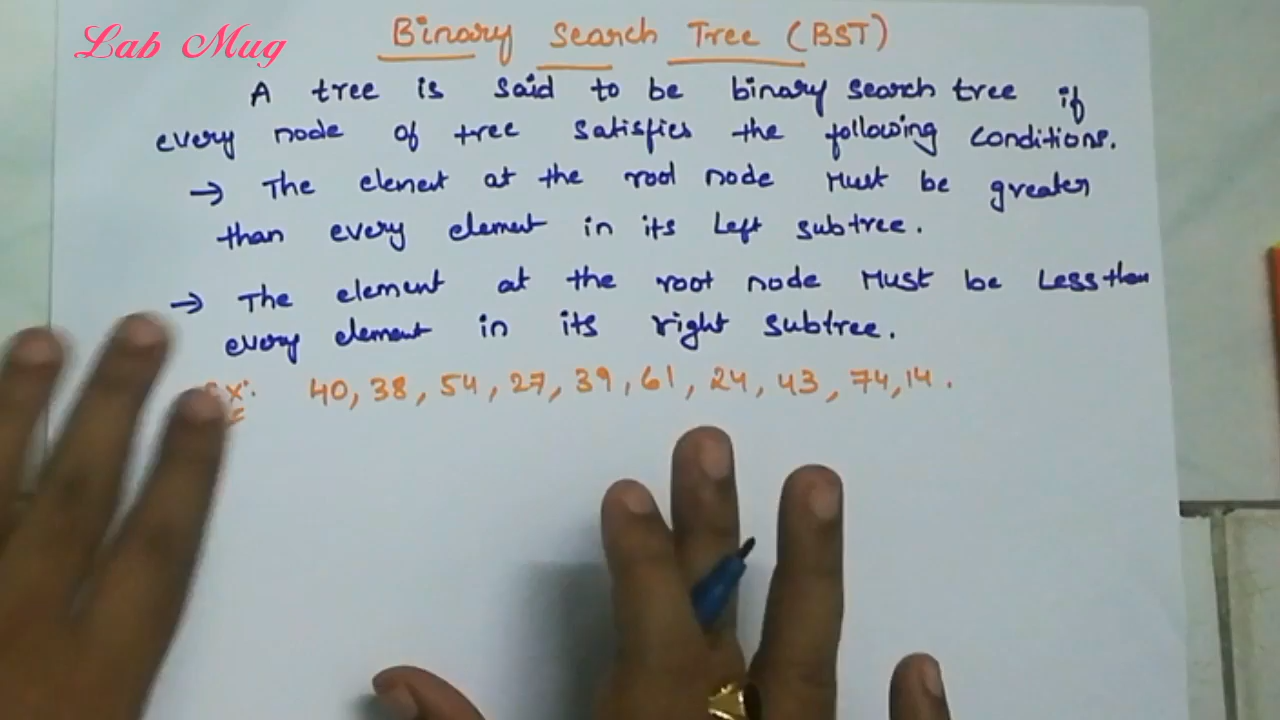 Lab Mug
Binary Search Tree (BST)
A tree is said to be binary search tree if
every node of tree satisfies the following conditions.
→ The elenent at the root node Must be greater
than every element in its Left subtree.
→ The element at the root node Must be Less than
every element in its right subtree.
Ex: 40, 38, 54, 27, 39, 61, 24, 43, 74, 14.